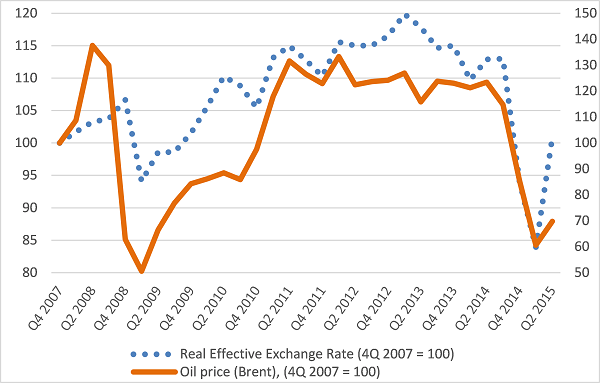 120
115
110
105
100
95
90
85
80
150
140
130
120
110
100
90
80
70
60
50
Q4 2007
Q2 2008
Q4 2008
Q2 2009
Q4 2009
Q2 2010
Q4 2010
Q2 2011
Q4 2011
Q2 2012
Q4 2012
Q2 2013
Q4 2013
Q2 2014
Q4 2014
Q2 2015
Real Effective Exchange Rate (4Q 2007 = 100)
Oil price (Brent), (4Q 2007 = 100)